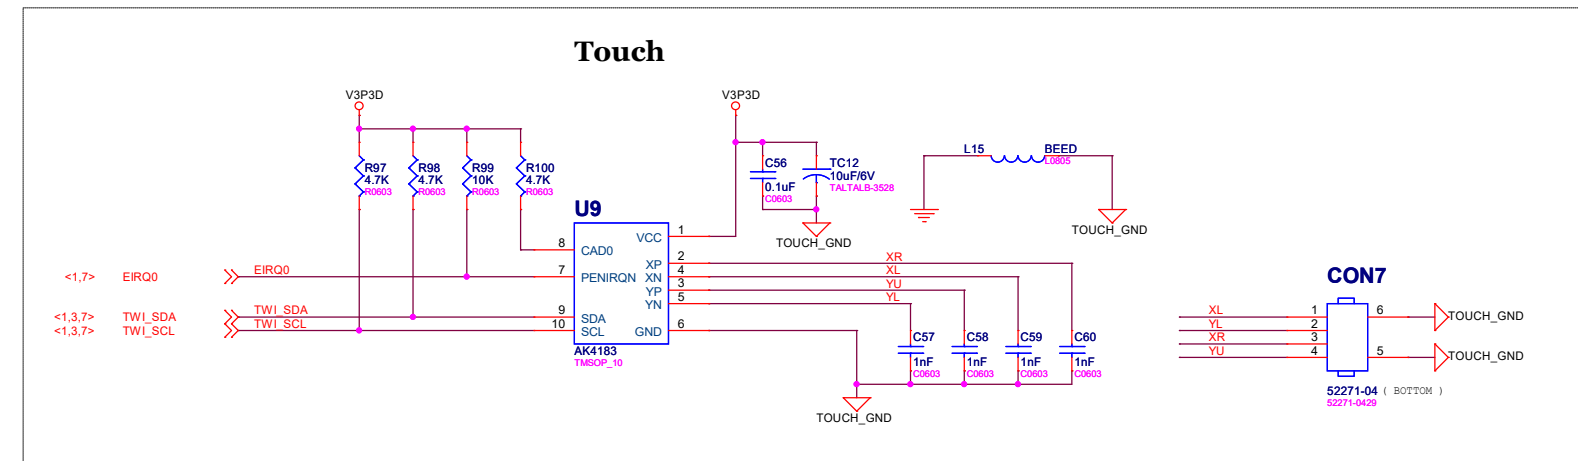 Touch
V3P3D
V3P3D
R97
4.7K
R0603
R98
4.7K
R0603
R99
10K
R0603
R100
4.7K
R0603
C56
0.1uF
C0603
TC12
10uF/6V
TALTALB-3528
L15
BEED
L0805
TOUCH_GND
TOUCH_GND
U9
8
CAD0
7
PENIRQN
9
SDA
10
SCL
VCC
1
XP
2
XN
4
YP
3
YN
5
GND
6
AK4183
TMSOP_10
<1,7>
EIRQ0
EIRQ0
<1,3,7>
TWI_SDA
TWI_SDA
<1,3,7>
TWI_SCL
TWI_SCL
XR
XL
YU
YL
C57
1nF
C0603
C58
1nF
C0603
C59
1nF
C0603
C60
1nF
C0603
TOUCH_GND
CON7
XL
1
YL
2
XR
3
YU
4
6
TOUCH_GND
5
TOUCH_GND
52271-04 ( BOTTOM )
52271-0429